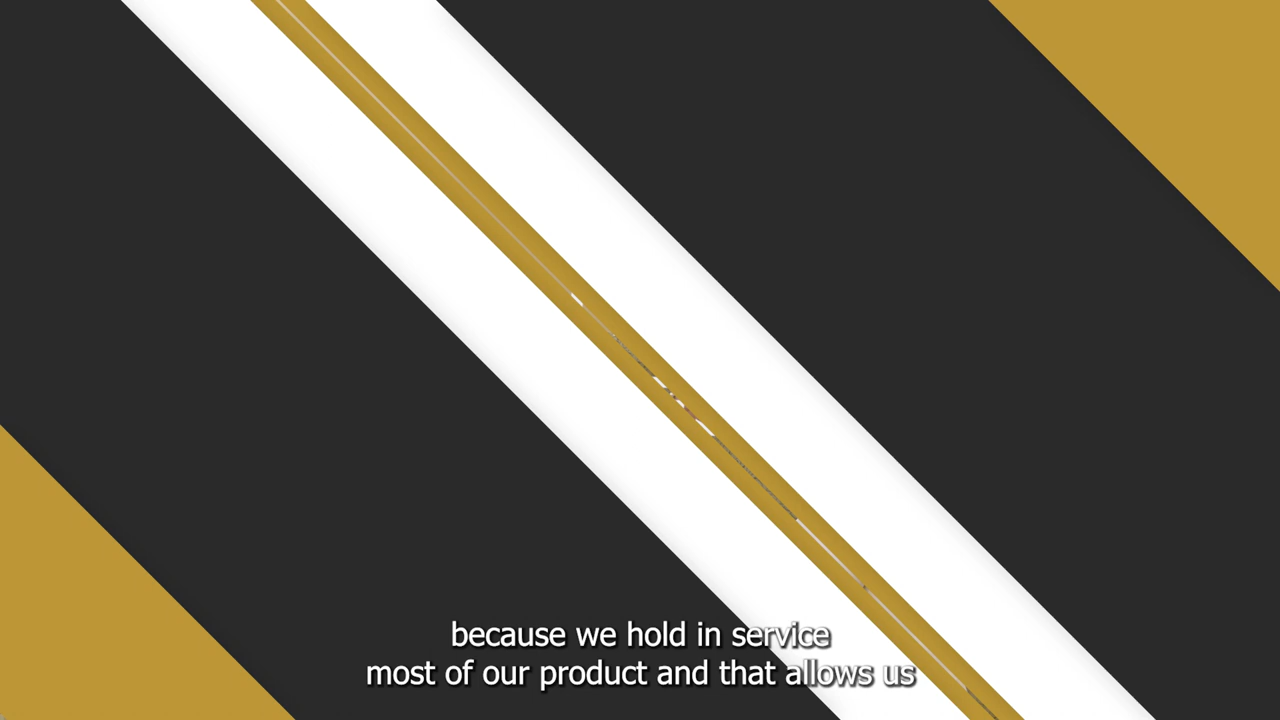 because we hold in service
most of our product and that allows us